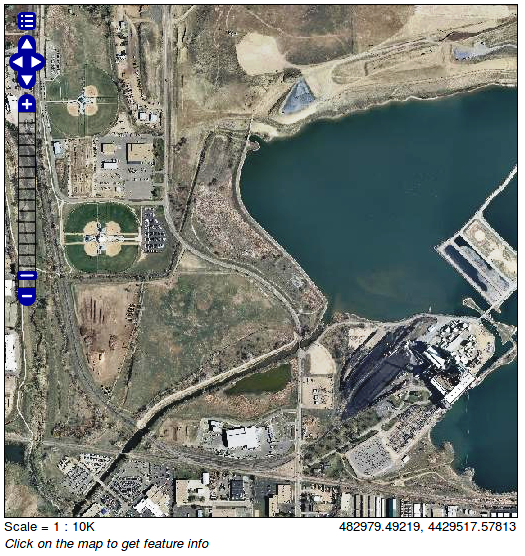 Scale = 1 : 10K
482979.49219, 4429517.57813
Click on the map to get feature info